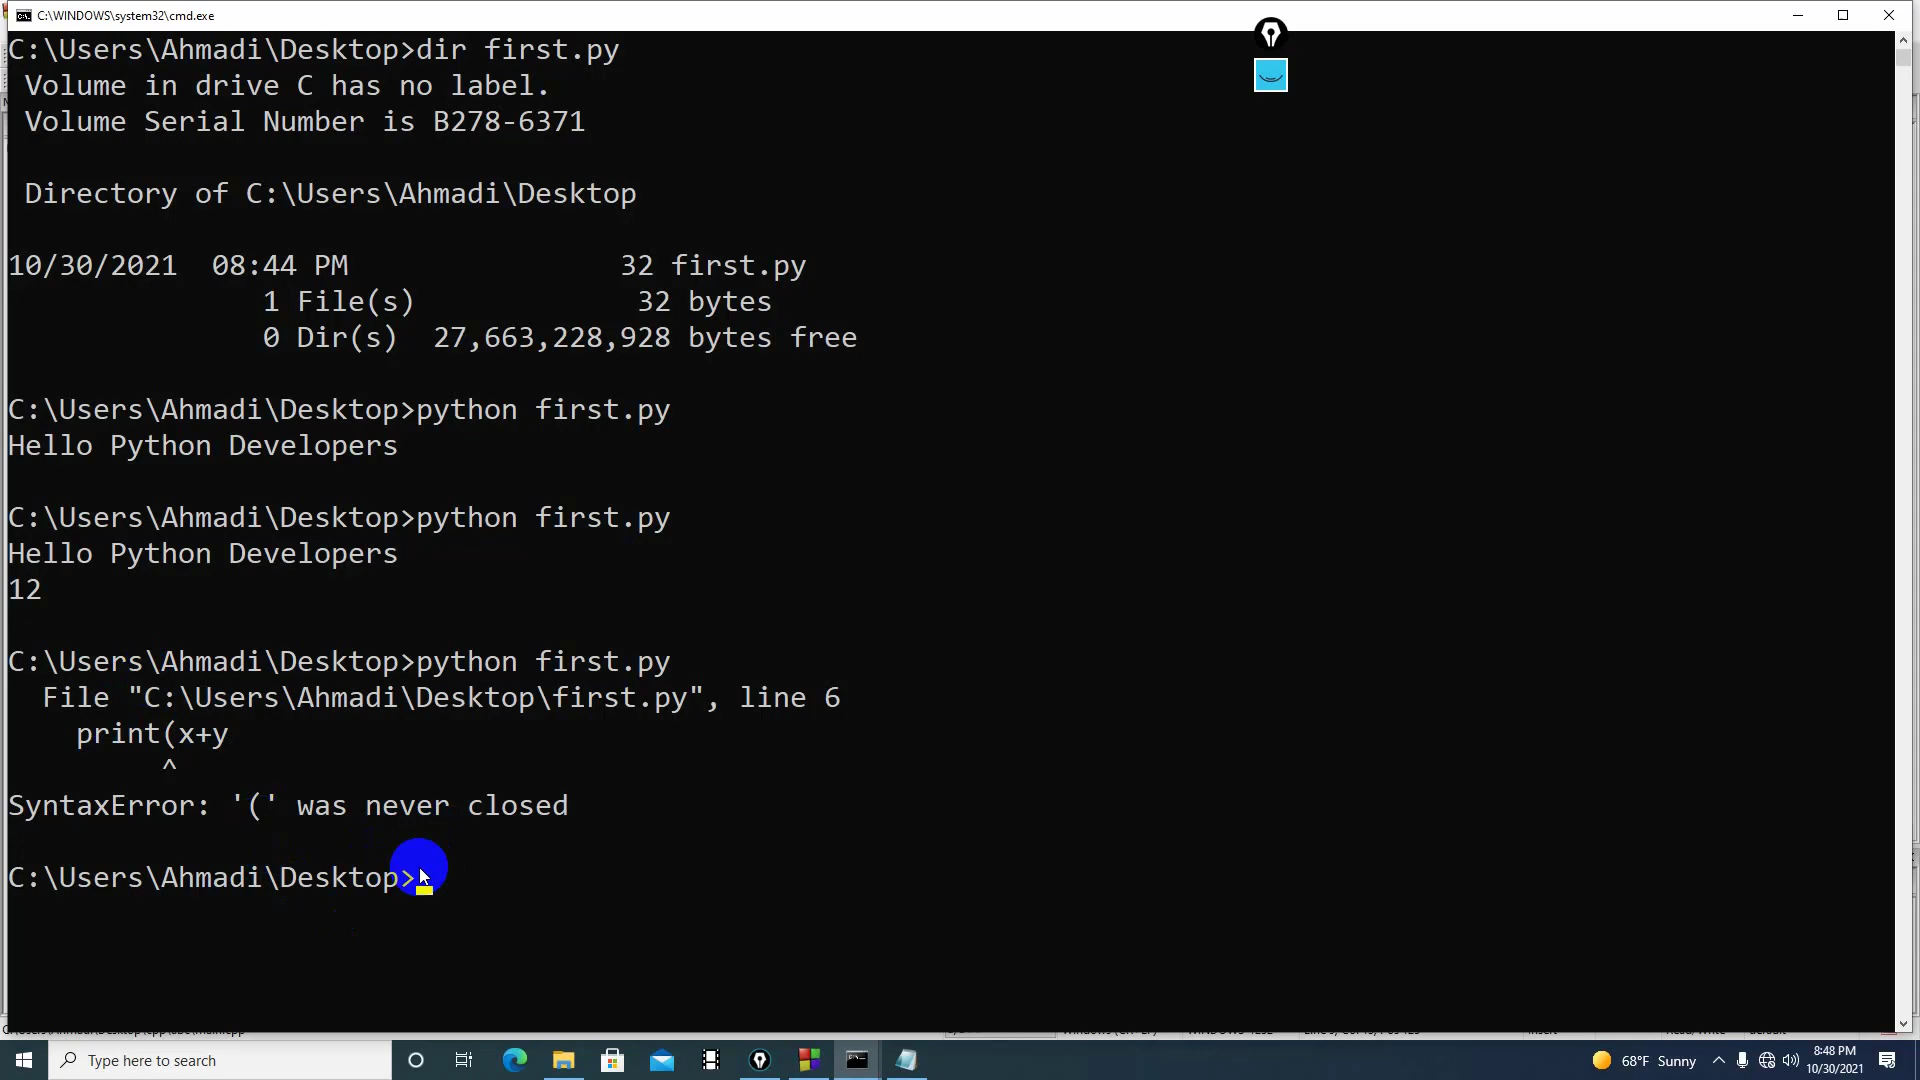 C:\WINDOWS\system32\cmd.exe
C:\Users\Ahmadi\Desktop>dir first.py
 Volume in drive C has no label.
 Volume Serial Number is B278-6371
 Directory of C:\Users\Ahmadi\Desktop
10/30/2021  08:44 PM                32 first.py
               1 File(s)             32 bytes
               0 Dir(s)  27,663,228,928 bytes free
C:\Users\Ahmadi\Desktop>python first.py
Hello Python Developers
C:\Users\Ahmadi\Desktop>python first.py
Hello Python Developers
12
C:\Users\Ahmadi\Desktop>python first.py
  File "C:\Users\Ahmadi\Desktop\first.py", line 6
    print(x+y
         ^
SyntaxError: '(' was never closed
C:\Users\Ahmadi\Desktop>
Type here to search
68°F Sunny
8:48 PM
10/30/2021